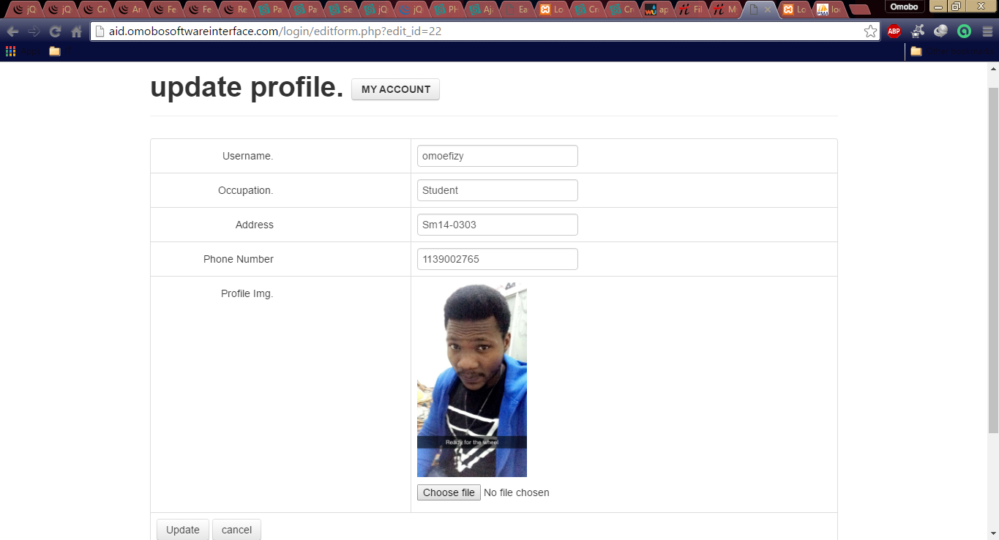 jQ
jQ
Cr
Ar
Fe
Fe
Re
Pa
Pa
Se
jQ
jQ
PH
Aj
Ea
Lo
Cr
Cr
ap
Fil
M
Lo
PMA
loc
Omobo
aid.omobosoftwareinterface.com/login/editform.php?edit_id=22
ABP
update profile.
MY ACCOUNT
Username.
omoefizy
Occupation.
Student
Address
Sm14-0303
Phone Number
1139002765
Profile Img.
Ready for the wheel
Choose file No file chosen
Update
cancel